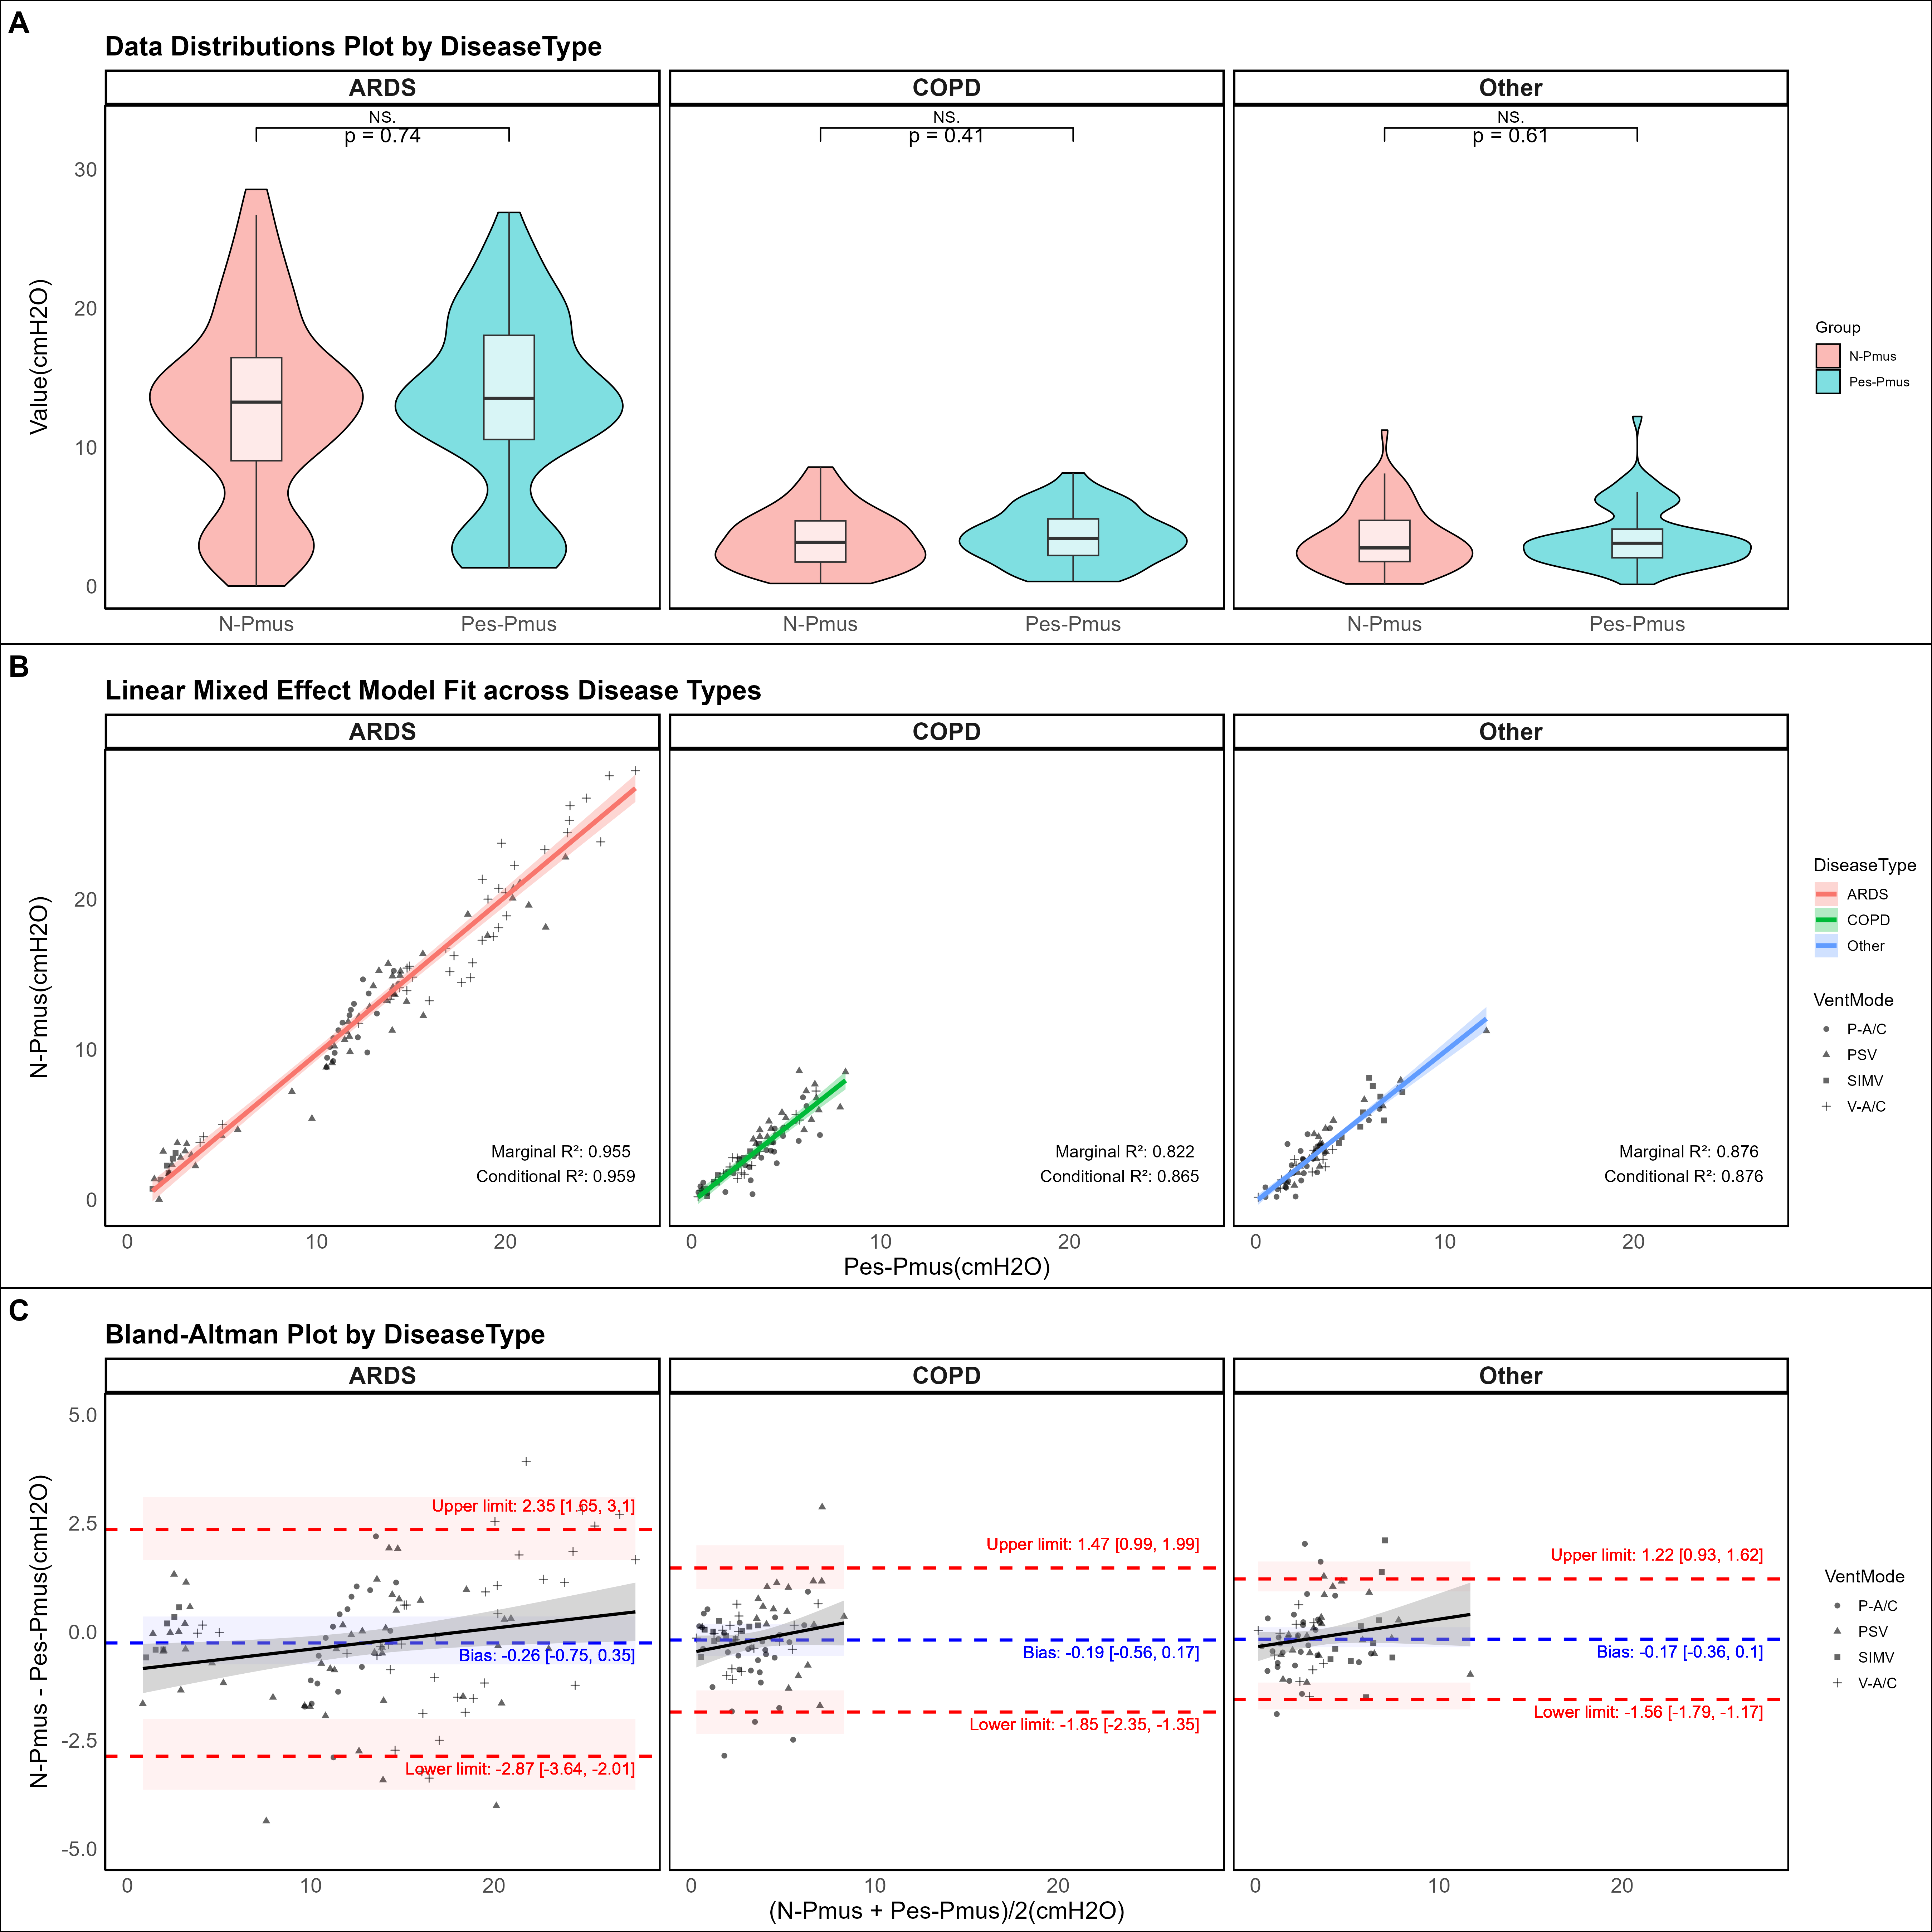 A
Data Distributions Plot by DiseaseType
ARDS
COPD
Other
NS.
p = 0.74
NS.
p = 0.41
NS.
p = 0.61
30
20
10
0
Value(cmH2O)
N-Pmus
Pes-Pmus
N-Pmus
Pes-Pmus
N-Pmus
Pes-Pmus
Group
N-Pmus
Pes-Pmus
B
Linear Mixed Effect Model Fit across Disease Types
ARDS
COPD
Other
20
10
0
N-Pmus(cmH2O)
Marginal R²: 0.955
Conditional R²: 0.959
Marginal R²: 0.822
Conditional R²: 0.865
Marginal R²: 0.876
Conditional R²: 0.876
0 10 20
0 10 20
0 10 20
Pes-Pmus(cmH2O)
DiseaseType
ARDS
COPD
Other
VentMode
P-A/C
PSV
SIMV
V-A/C
C
Bland-Altman Plot by DiseaseType
ARDS
COPD
Other
5.0
2.5
0.0
-2.5
-5.0
N-Pmus - Pes-Pmus(cmH2O)
Upper limit: 2.35 [1.65, 3.1]
Bias: -0.26 [-0.75, 0.35]
Lower limit: -2.87 [-3.64, -2.01]
Upper limit: 1.47 [0.99, 1.99]
Bias: -0.19 [-0.56, 0.17]
Lower limit: -1.85 [-2.35, -1.35]
Upper limit: 1.22 [0.93, 1.62]
Bias: -0.17 [-0.36, 0.1]
Lower limit: -1.56 [-1.79, -1.17]
0 10 20
0 10 20
0 10 20
(N-Pmus + Pes-Pmus)/2(cmH2O)
VentMode
P-A/C
PSV
SIMV
V-A/C